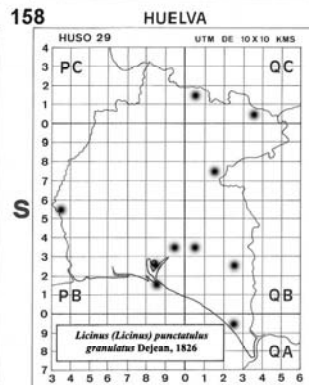 158 HUELVA
HUSO 29 UTM DE 10 X 10 KMS
4
3 PC QC
2
1
0
9
8
7
S
6
5
4
3
2
1 PB QB
0
9 Licinus (Licinus) punctatulus
8 granulatus Dejean, 1826 QA
7
3 4 5 6 7 8 9 0 1 2 3 4 5 6